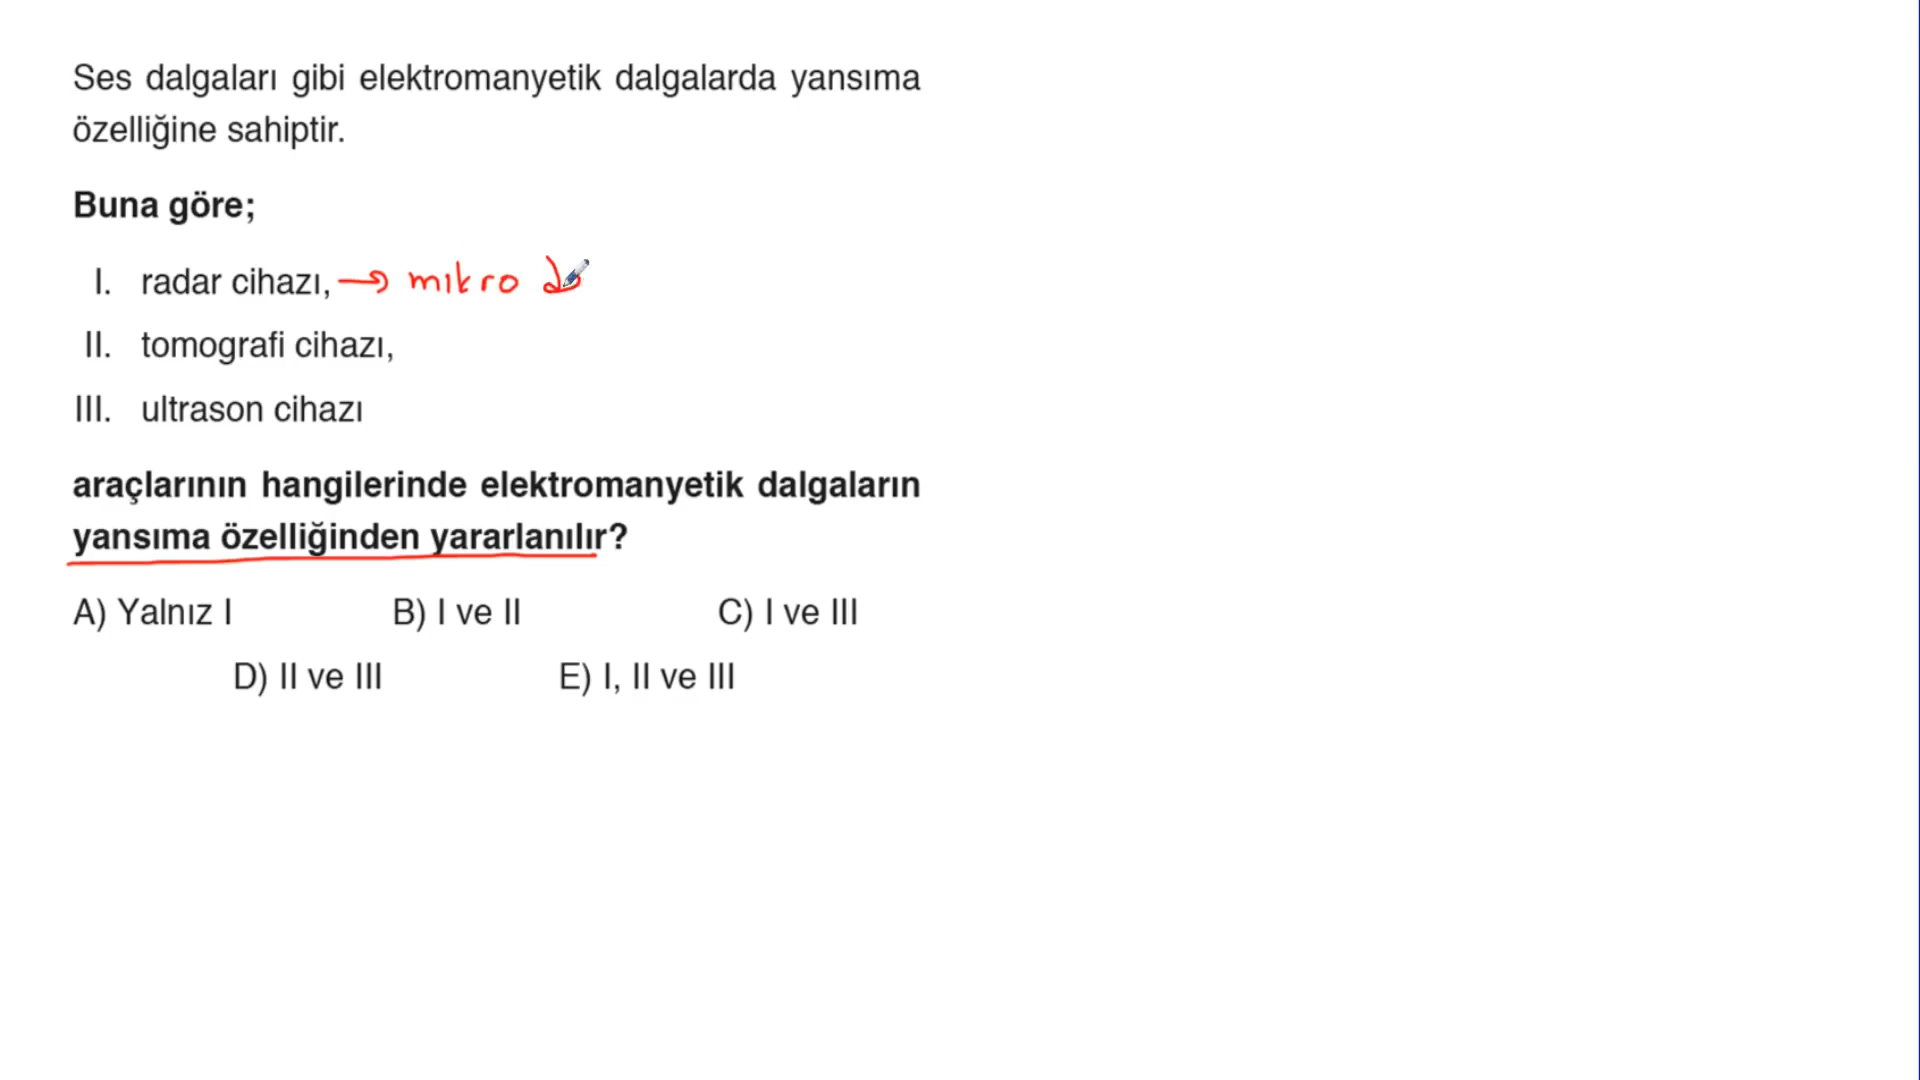 Ses dalgaları gibi elektromanyetik dalgalarda yansıma
özelliğine sahiptir.
Buna göre;
I. radar cihazı, → mikro
II. tomografi cihazı,
III. ultrason cihazı
araçlarının hangilerinde elektromanyetik dalgaların
yansıma özelliğinden yararlanılır?
A) Yalnız I B) I ve II C) I ve III
D) II ve III E) I, II ve III